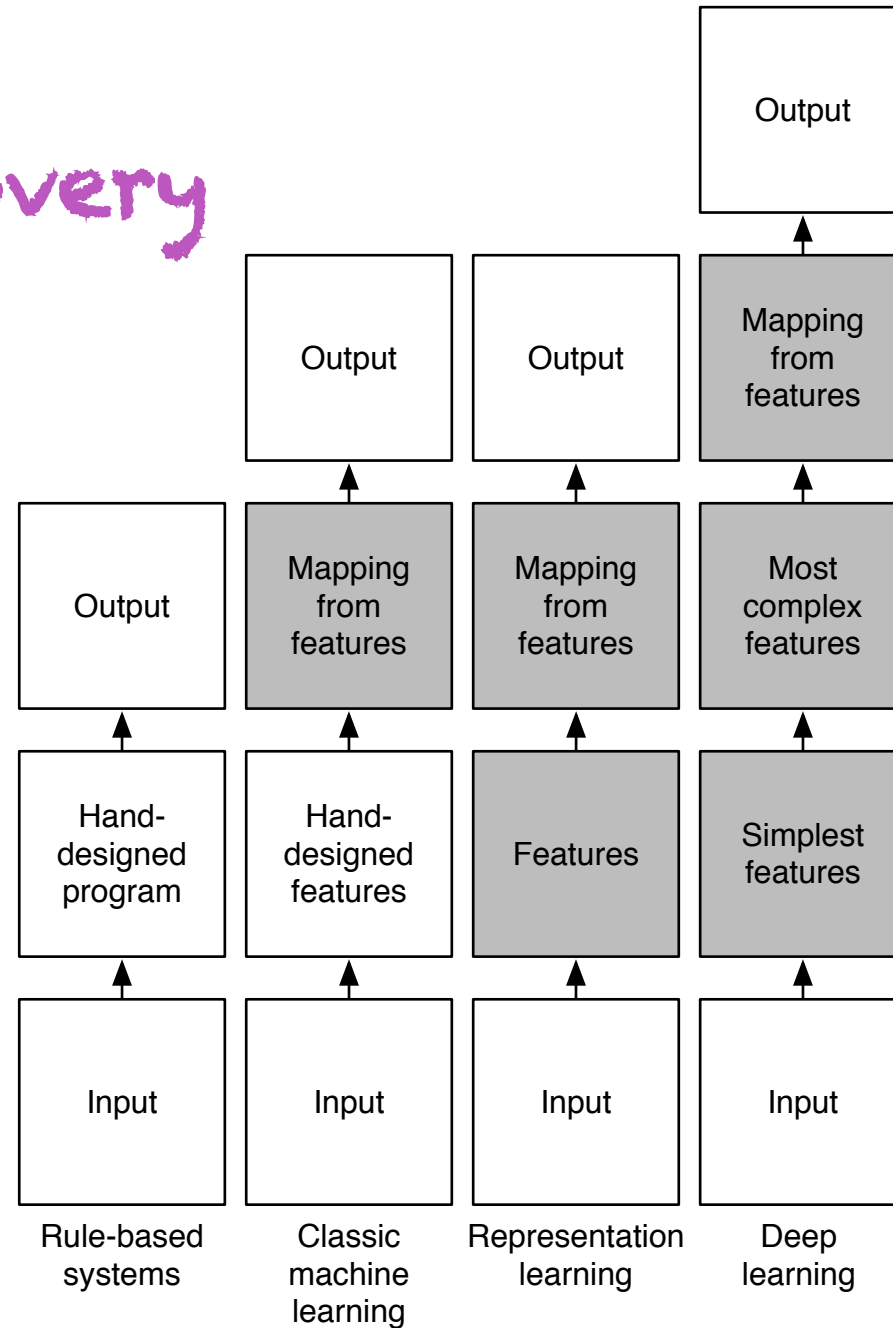 Output
Output
Output
Mapping
from
features
Output
Mapping
from
features
Mapping
from
features
Most
complex
features
Hand-
designed
program
Hand-
designed
features
Features
Simplest
features
Input
Input
Input
Input
Rule-based
systems
Classic
machine
learning
Representation
learning
Deep
learning